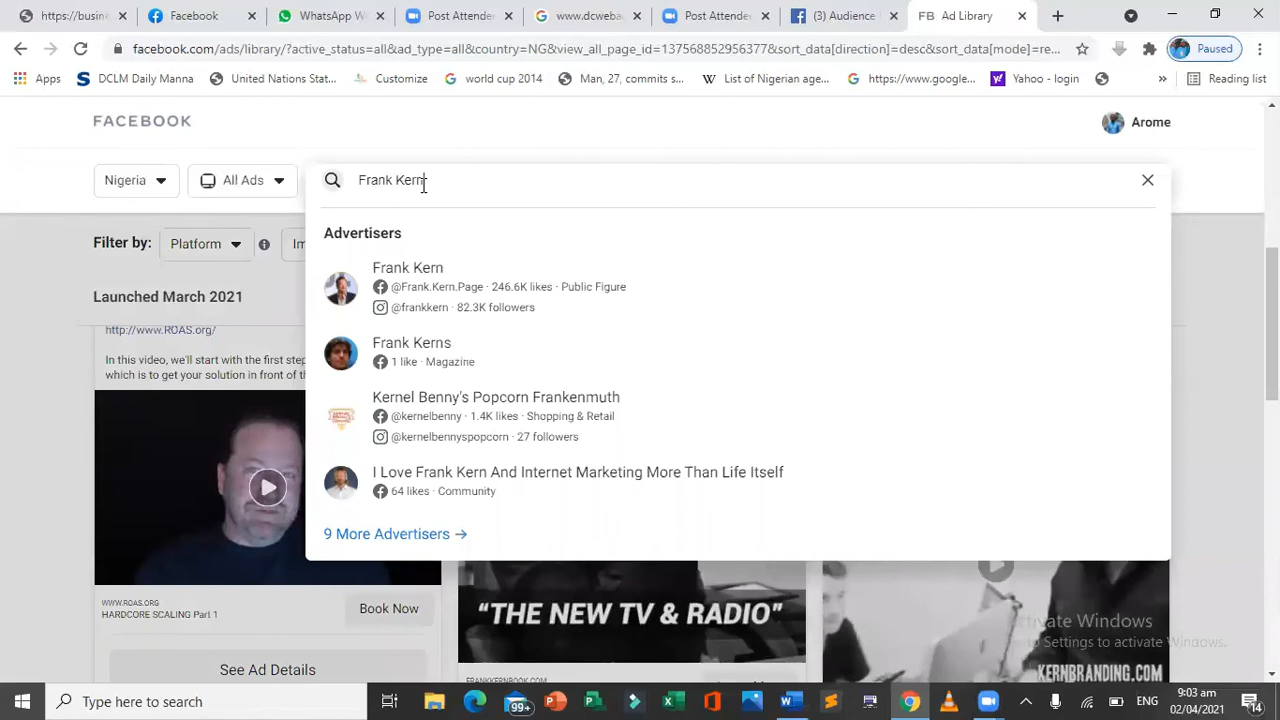 https://busine
Facebook
WhatsApp W
Post Attende
www.dcweba
Post Attende
(3) Audience
FB Ad Library
facebook.com/ads/library/?active_status=all&ad_type=all&country=NG&view_all_page_id=137568852956377&sort_data[direction]=desc&sort_data[mode]=re...
Paused
Apps
DCLM Daily Manna
United Nations Stat...
Customize
world cup 2014
Man, 27, commits s...
List of Nigerian age...
https://www.google...
Yahoo - login
»
Reading list
FACEBOOK
Arome
Nigeria
All Ads
Frank Kern
Filter by:
Platform
Im
Launched March 2021
http://www.ROAS.org/
In this video, we'll start with the first step
which is to get your solution in front of t
Advertisers
Frank Kern
@Frank.Kern.Page · 246.6K likes · Public Figure
@frankkern · 82.3K followers
Frank Kerns
1 like · Magazine
Kernel Benny's Popcorn Frankenmuth
@kernelbenny · 1.4K likes · Shopping & Retail
@kernelbennyspopcorn · 27 followers
I Love Frank Kern And Internet Marketing More Than Life Itself
64 likes · Community
9 More Advertisers →
WWW.ROAS.ORG
HARDCORE SCALING Part 1
Book Now
See Ad Details
"THE NEW TV & RADIO"
FRANKKERNBOOK.COM
KERNBRANDING.COM
Activate Windows
to Settings to activate Windows.
Type here to search
99+
ENG
9:03 am
02/04/2021
14